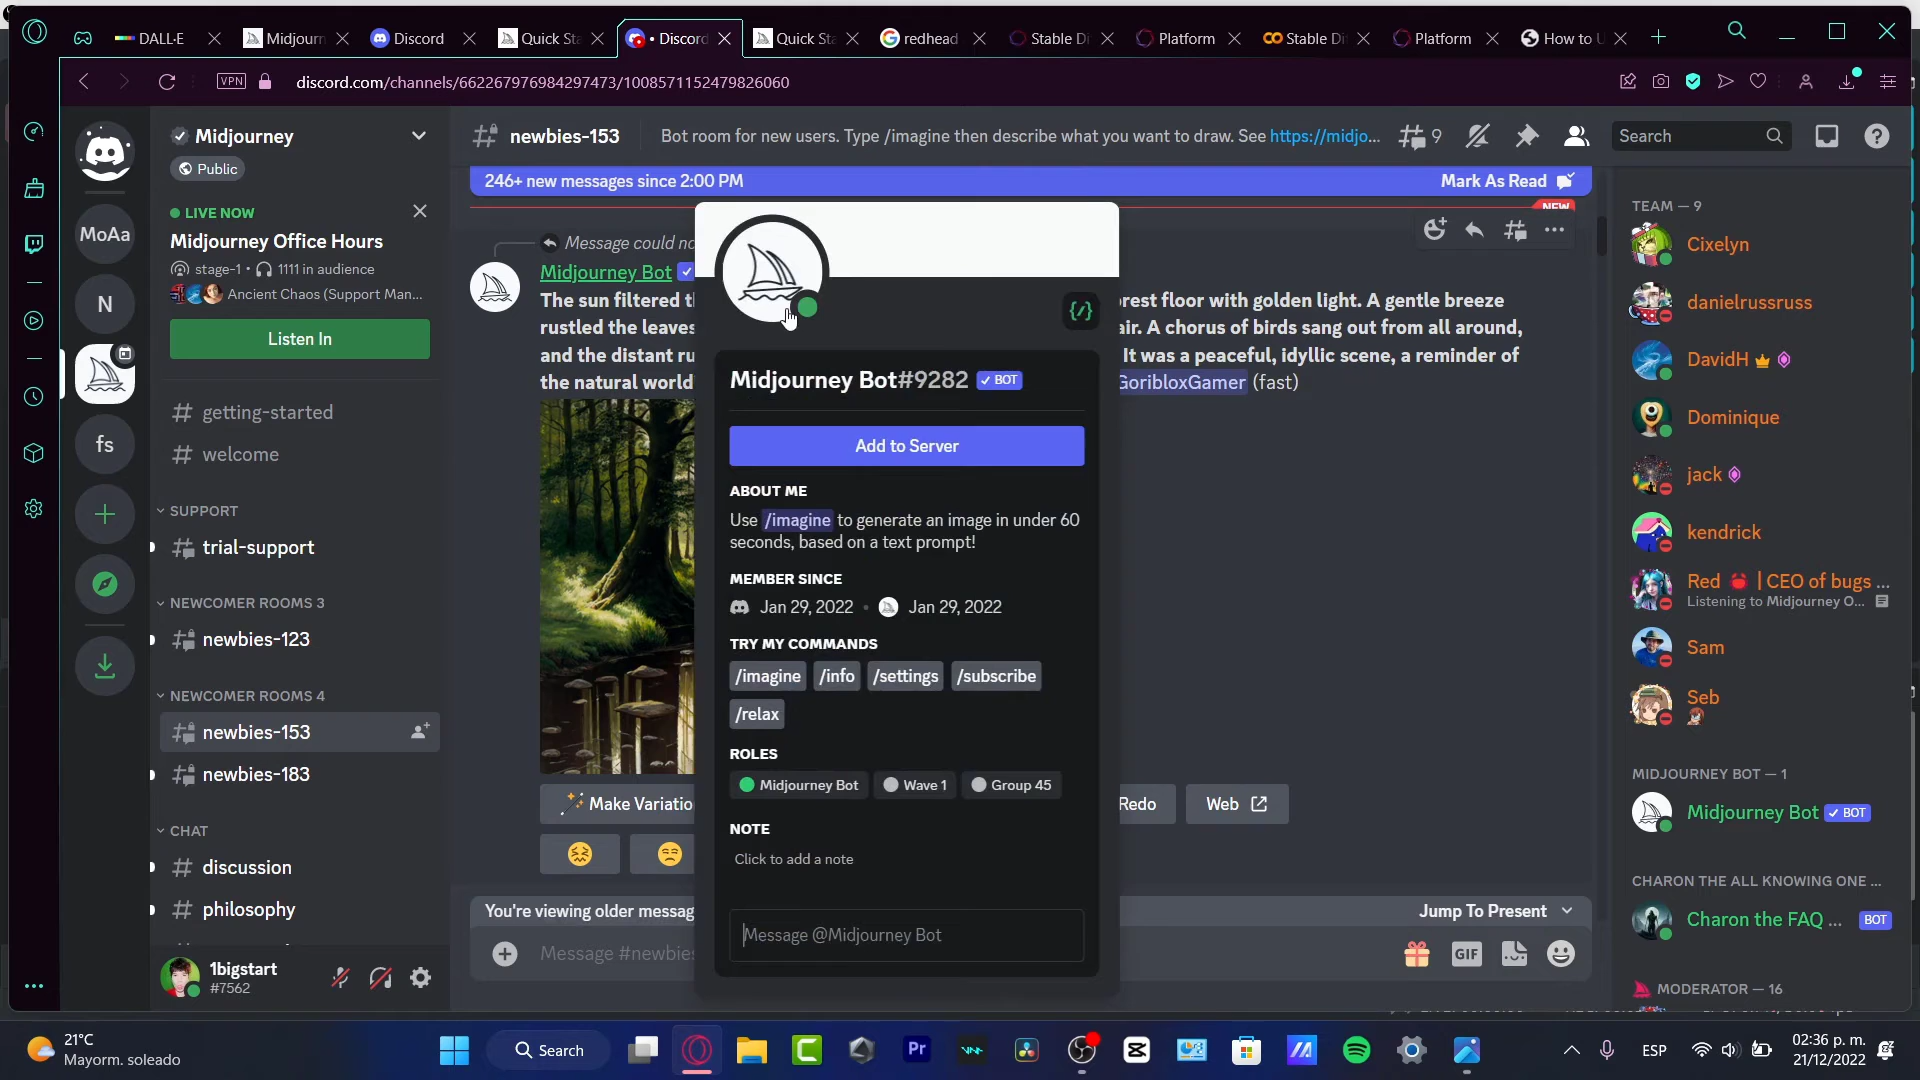 DALL·E
Midjourn
Discord
Quick Sta
• Discord
Quick Sta
redhead
Stable Di
Platform
Stable Dif
Platform
How to U
VPN
discord.com/channels/662267976984297473/1008571152479826060
Midjourney
Public
LIVE NOW
Midjourney Office Hours
stage-1 • 1111 in audience
Ancient Chaos (Support Man...
Listen In
MoAa
N
fs
getting-started
welcome
SUPPORT
trial-support
NEWCOMER ROOMS 3
newbies-123
NEWCOMER ROOMS 4
newbies-153
newbies-183
CHAT
discussion
philosophy
1bigstart
#7562
newbies-153
Bot room for new users. Type /imagine then describe what you want to draw. See https://midjo...
9
Search
246+ new messages since 2:00 PM
Mark As Read
NEW
Message could no
Midjourney Bot
The sun filtered t
orest floor with golden light. A gentle breeze
rustled the leaves
air. A chorus of birds sang out from all around,
and the distant ru
It was a peaceful, idyllic scene, a reminder of
the natural world
GoribloxGamer (fast)
Midjourney Bot#9282 BOT
Add to Server
ABOUT ME
Use /imagine to generate an image in under 60
seconds, based on a text prompt!
MEMBER SINCE
Jan 29, 2022 • Jan 29, 2022
TRY MY COMMANDS
/imagine /info /settings /subscribe
/relax
ROLES
Midjourney Bot Wave 1 Group 45
NOTE
Click to add a note
Message @Midjourney Bot
Make Variatio
Redo
Web
You're viewing older messag
Jump To Present
Message #newbies
GIF
TEAM — 9
Cixelyn
danielrussruss
DavidH
Dominique
jack
kendrick
Red | CEO of bugs ...
Listening to Midjourney O...
Sam
Seb
MIDJOURNEY BOT — 1
Midjourney Bot BOT
CHARON THE ALL KNOWING ONE ...
Charon the FAQ ... BOT
MODERATOR — 16
21°C
Mayorm. soleado
Search
Pr
ESP
02:36 p. m.
21/12/2022